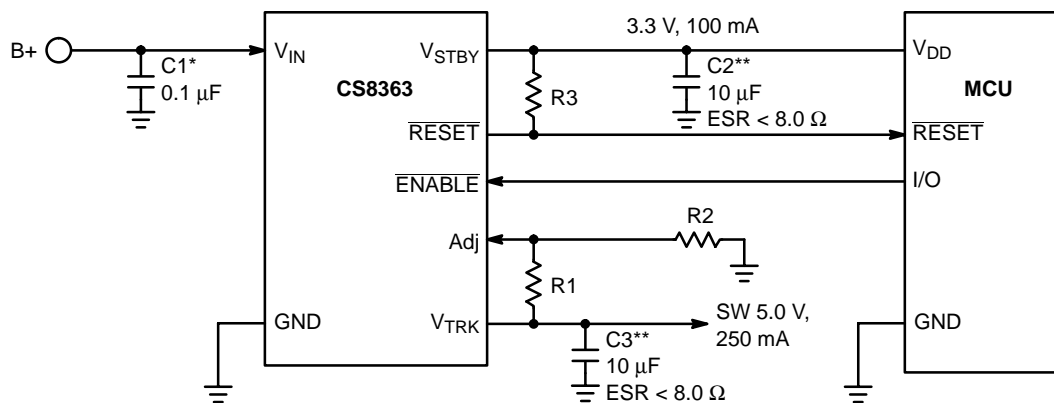 B+
C1*
0.1 μF
V_IN
CS8363
V_STBY
RESET
ENABLE
Adj
V_TRK
GND
R3
3.3 V, 100 mA
C2**
10 μF
ESR < 8.0 Ω
R2
R1
C3**
10 μF
ESR < 8.0 Ω
SW 5.0 V,
250 mA
V_DD
MCU
RESET
I/O
GND